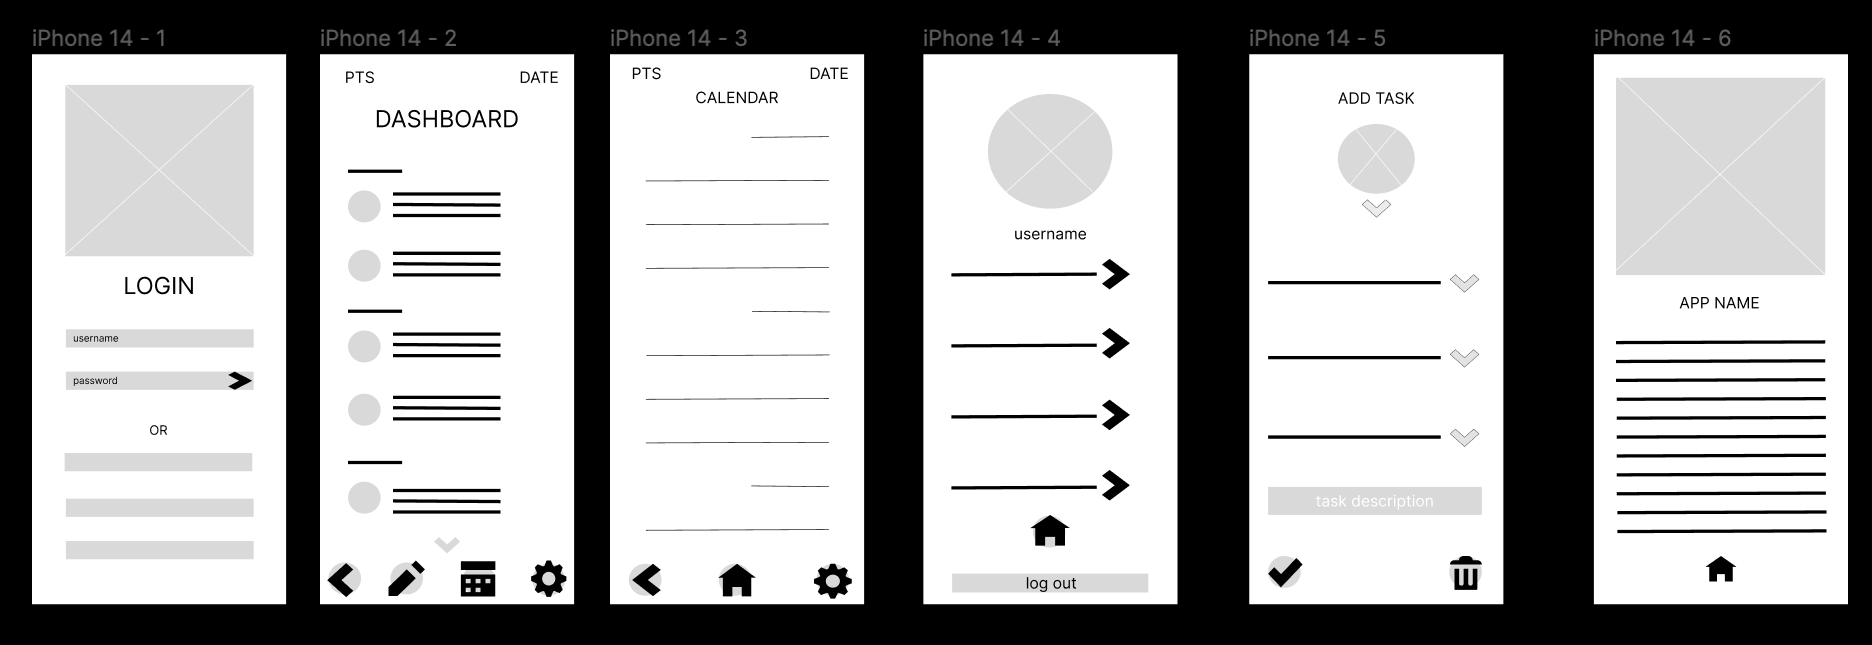 iPhone 14 - 1
LOGIN
username
password
OR
iPhone 14 - 2
PTS
DATE
DASHBOARD
iPhone 14 - 3
PTS
DATE
CALENDAR
iPhone 14 - 4
username
log out
iPhone 14 - 5
ADD TASK
task description
iPhone 14 - 6
APP NAME